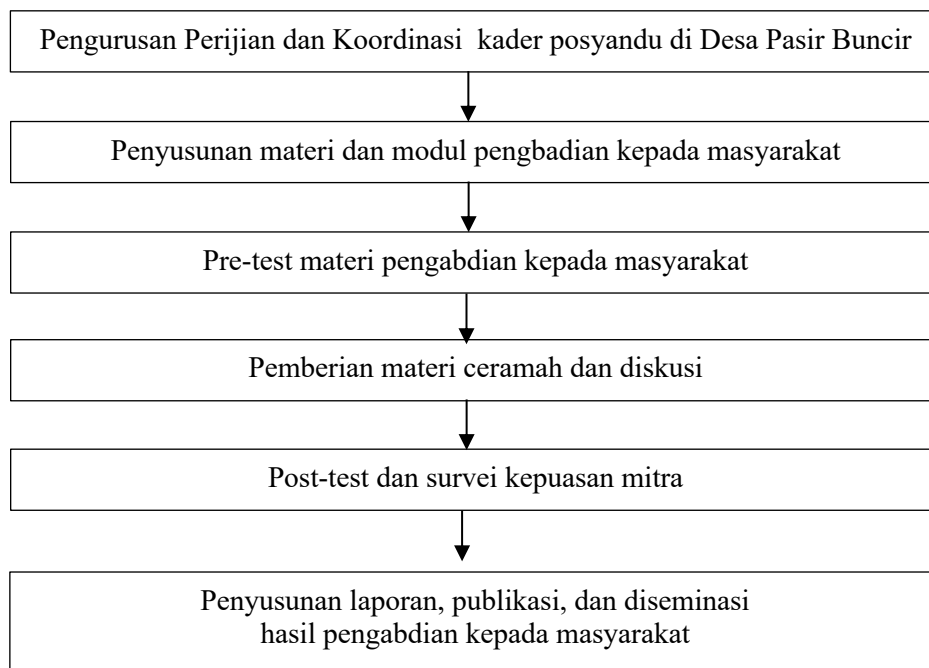 Pengurusan Perijian dan Koordinasi kader posyandu di Desa Pasir Buncir
Penyusunan materi dan modul pengbadian kepada masyarakat
Pre-test materi pengabdian kepada masyarakat
Pemberian materi ceramah dan diskusi
Post-test dan survei kepuasan mitra
Penyusunan laporan, publikasi, dan diseminasi
hasil pengabdian kepada masyarakat